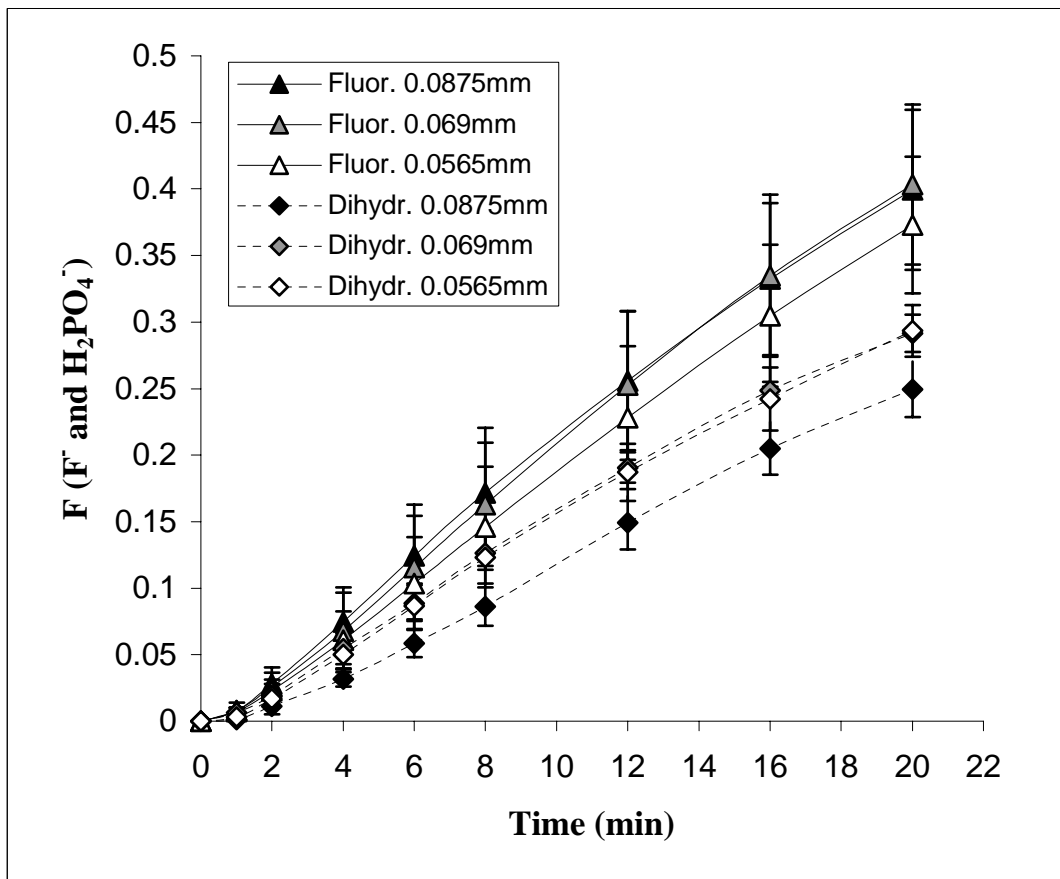 0.5
0.45
0.4
0.35
0.3
0.25
0.2
0.15
0.1
0.05
0
F (F⁻ and H₂PO₄⁻)
Fluor. 0.0875mm
Fluor. 0.069mm
Fluor. 0.0565mm
Dihydr. 0.0875mm
Dihydr. 0.069mm
Dihydr. 0.0565mm
0 2 4 6 8 10 12 14 16 18 20 22
Time (min)